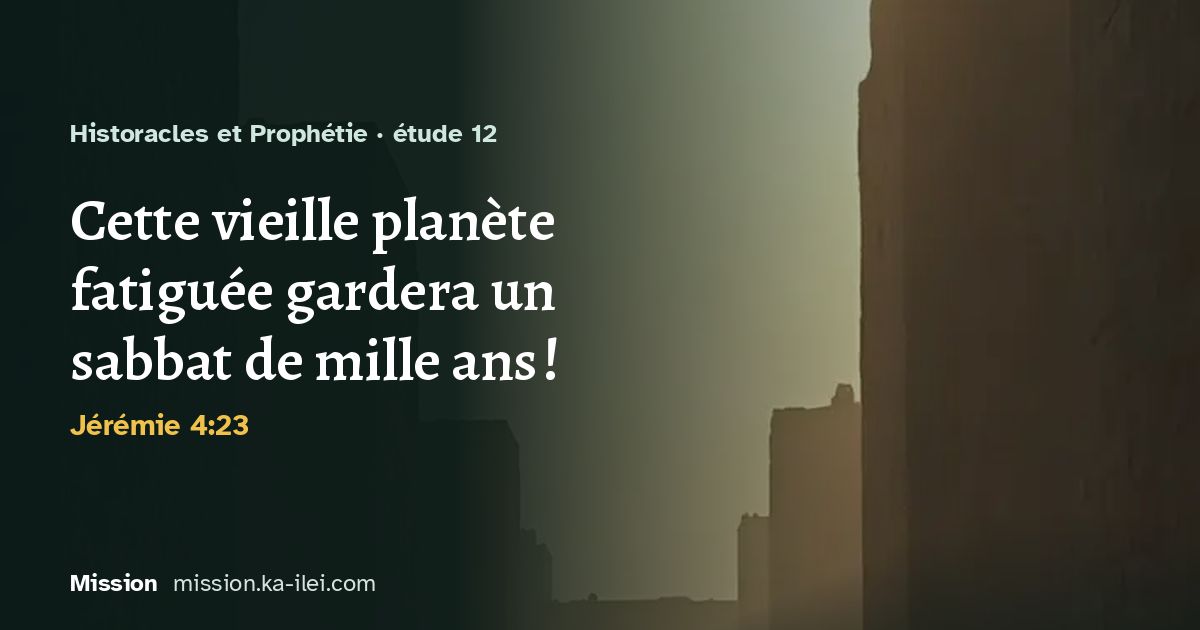 Historacles et Prophétie · étude 12
Cette vieille planète
fatiguée gardera un
sabbat de mille ans !
Jérémie 4:23
Mission mission.ka-ilei.com